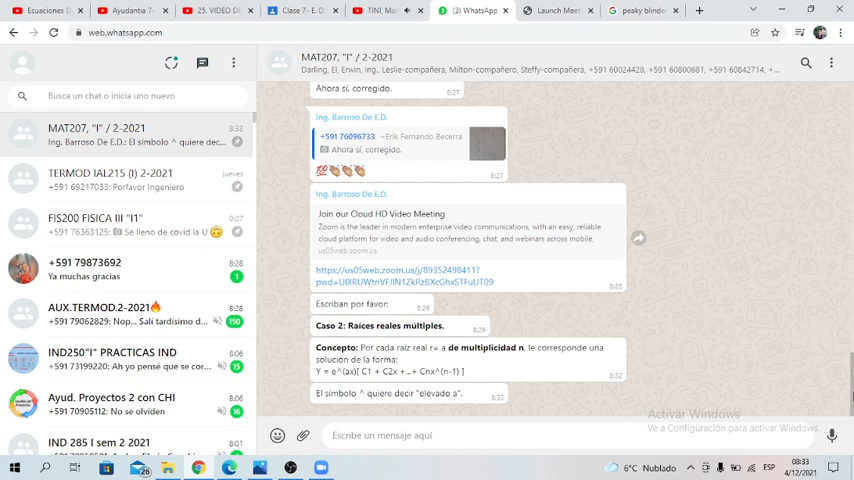 Ecuaciones D
Ayudantia 7-
25. VIDEO DE
Clase 7- E. D.
TINI, Mar
(3) WhatsApp
Launch Meet
peaky blinde
web.whatsapp.com
Busca un chat o inicia uno nuevo
MAT207, "I" / 2-2021
8:33
Ing. Barroso De E.D.: El símbolo ^ quiere dec...
TERMOD IAL215 (I) 2-2021
jueves
+591 69217033: Porfavor Ingeniero
FIS200 FISICA III "I1"
0:07
+591 76363125: Se lleno de covid la U
+591 79873692
8:28
Ya muchas gracias
1
AUX.TERMOD.2-2021
8:28
+591 79062829: Nop... Salí tardísimo d...
150
IND250"I" PRACTICAS IND
8:06
+591 73199220: Ah yo pensé que se cor...
15
Ayud. Proyectos 2 con CHI
8:06
+591 70905112: No se olviden
16
IND 285 I sem 2 2021
8:01
MAT207, "I" / 2-2021
Darling, El, Erwin, Ing., Leslie-compañera, Milton-compañero, Steffy-compañera, +591 60024428, +591 60800681, +591 60842714, +...
Ahora sí. corregido.
8:27
Ing. Barroso De E.D.
+591 76096733 ~Erik Fernando Becerra
Ahora sí, corregido.
8:27
Ing. Barroso De E.D.
Join our Cloud HD Video Meeting
Zoom is the leader in modern enterprise video communications, with an easy, reliable
cloud platform for video and audio conferencing, chat, and webinars across mobile,
us05web.zoom.us
https://us05web.zoom.us/j/89352498411?
8:28
Escriban por favor:
8:29
Caso 2: Raíces reales múltiples.
8:29
Concepto: Por cada raíz real r= a de multiplicidad n, le corresponde una
solución de la forma:
Y = e^(ax)[ C1 + C2x +...+ Cnx^(n-1) ]
8:32
El símbolo ^ quiere decir "elevado a".
8:33
Activar Windows
Ve a Configuración para activar Windows.
Escribe un mensaje aquí
26
6°C Nublado
ESP
08:33
4/12/2021